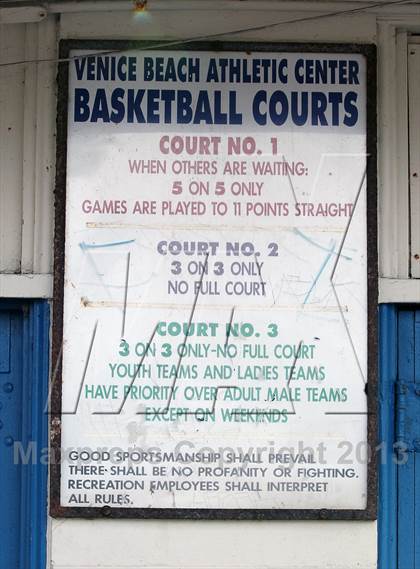 VENICE BEACH ATHLETIC CENTER
BASKETBALL COURTS
COURT NO. 1
WHEN OTHERS ARE WAITING:
5 ON 5 ONLY
GAMES ARE PLAYED TO 11 POINTS STRAIGHT
COURT NO. 2
3 ON 3 ONLY
NO FULL COURT
COURT NO. 3
3 ON 3 ONLY-NO FULL COURT
YOUTH TEAMS AND LADIES TEAMS
HAVE PRIORITY OVER ADULT MALE TEAMS
EXCEPT ON WEEKENDS
Copyright 2013
GOOD SPORTSMANSHIP SHALL PREVAIL
THERE SHALL BE NO PROFANITY OR FIGHTING.
RECREATION EMPLOYEES SHALL INTERPRET
ALL RULES.